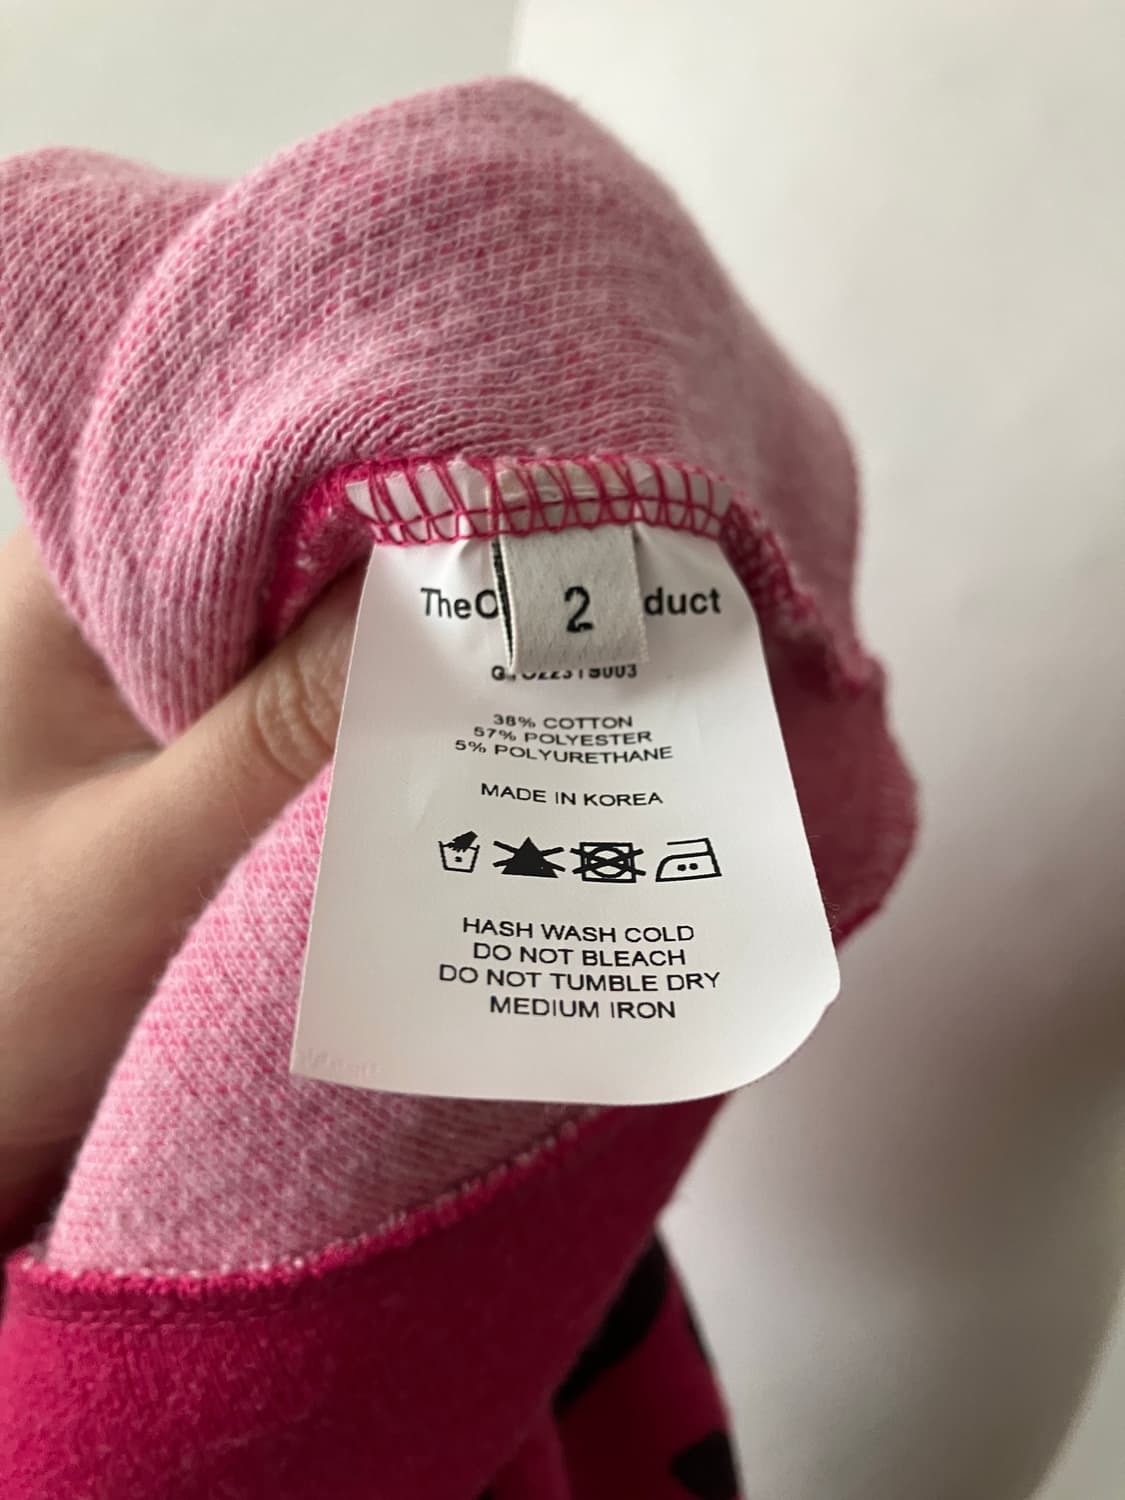 TheO 2 duct
38% COTTON
57% POLYESTER
5% POLYURETHANE
MADE IN KOREA
HASH WASH COLD
DO NOT BLEACH
DO NOT TUMBLE DRY
MEDIUM IRON